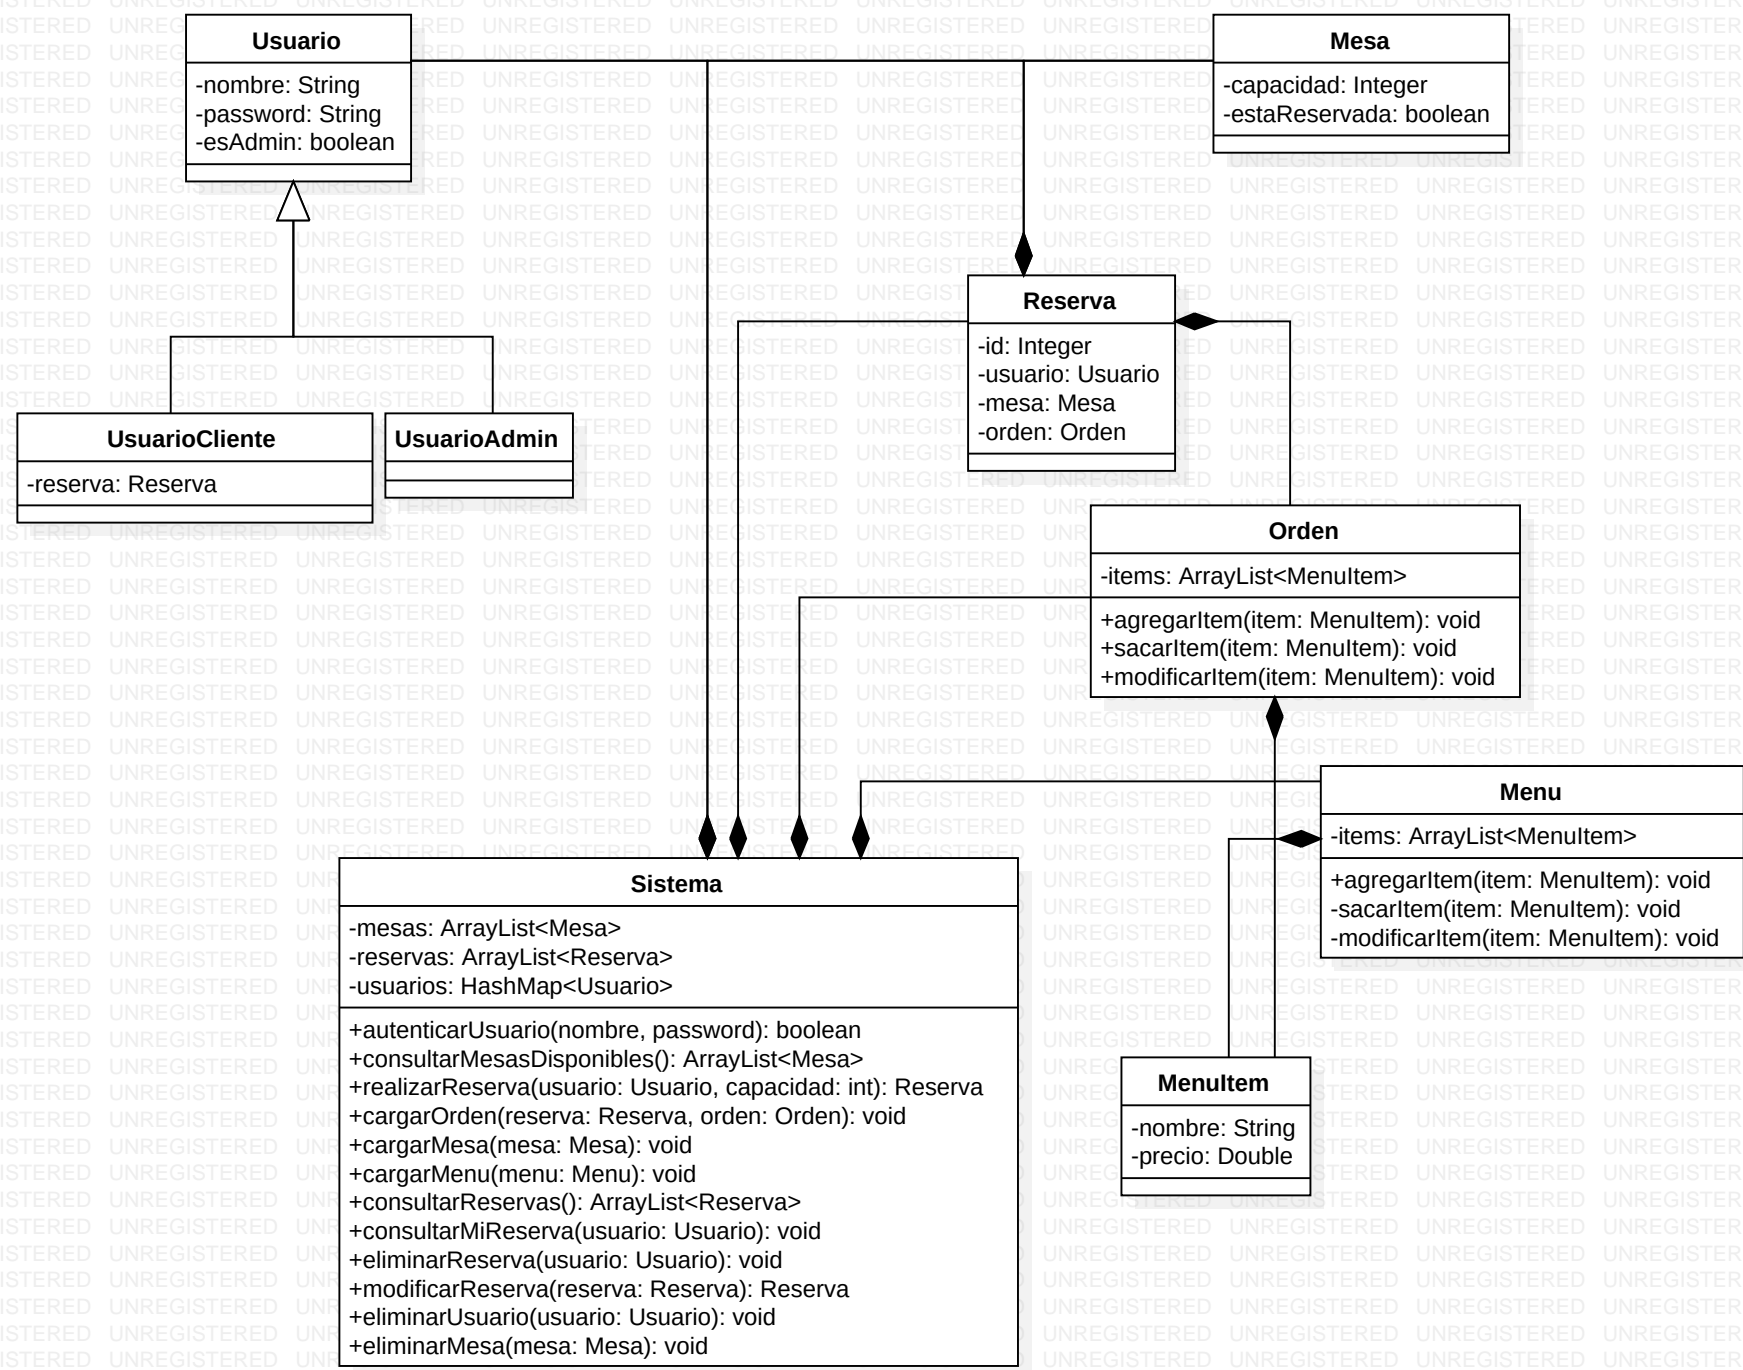 Usuario
-nombre: String
-password: String
-esAdmin: boolean
Mesa
-capacidad: Integer
-estaReservada: boolean
Reserva
-id: Integer
-usuario: Usuario
-mesa: Mesa
-orden: Orden
UsuarioCliente
-reserva: Reserva
UsuarioAdmin
Orden
-items: ArrayList<MenuItem>
+agregarItem(item: MenuItem): void
+sacarItem(item: MenuItem): void
+modificarItem(item: MenuItem): void
Menu
-items: ArrayList<MenuItem>
+agregarItem(item: MenuItem): void
-sacarItem(item: MenuItem): void
-modificarItem(item: MenuItem): void
Sistema
-mesas: ArrayList<Mesa>
-reservas: ArrayList<Reserva>
-usuarios: HashMap<Usuario>
+autenticarUsuario(nombre, password): boolean
+consultarMesasDisponibles(): ArrayList<Mesa>
+realizarReserva(usuario: Usuario, capacidad: int): Reserva
+cargarOrden(reserva: Reserva, orden: Orden): void
+cargarMesa(mesa: Mesa): void
+cargarMenu(menu: Menu): void
+consultarReservas(): ArrayList<Reserva>
+consultarMiReserva(usuario: Usuario): void
+eliminarReserva(usuario: Usuario): void
+modificarReserva(reserva: Reserva): Reserva
+eliminarUsuario(usuario: Usuario): void
+eliminarMesa(mesa: Mesa): void
MenuItem
-nombre: String
-precio: Double
UNREGISTERED